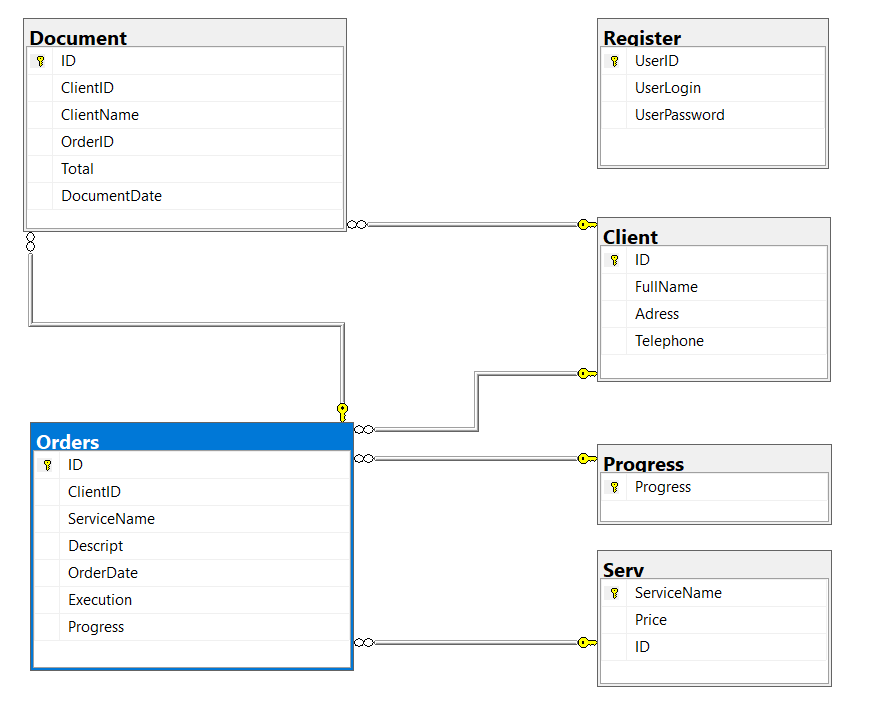 Document
ID
ClientID
ClientName
OrderID
Total
DocumentDate
Register
UserID
UserLogin
UserPassword
Client
ID
FullName
Adress
Telephone
Orders
ID
ClientID
ServiceName
Descript
OrderDate
Execution
Progress
Progress
Progress
Serv
ServiceName
Price
ID